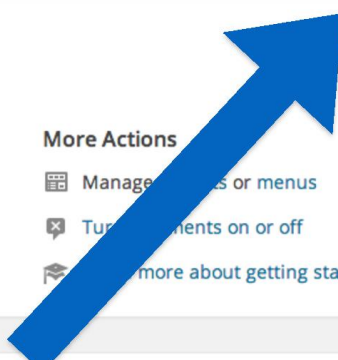 More Actions
Manage or menus
on or off
more about getting